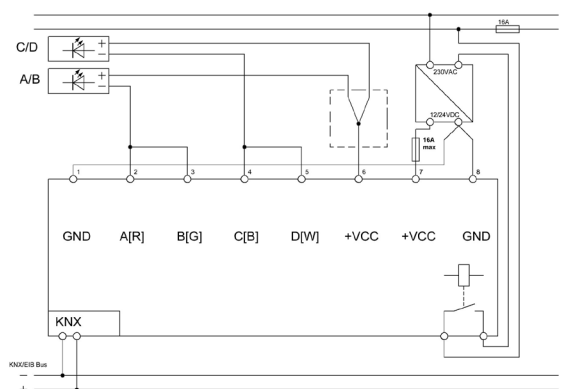 16A
C/D
+
−
A/B
+
−
230VAC
12/24VDC
16A
max
1 2 3 4 5 6 7 8
GND A[R] B[G] C[B] D[W] +VCC +VCC GND
KNX
KNX/EIB Bus
−
+